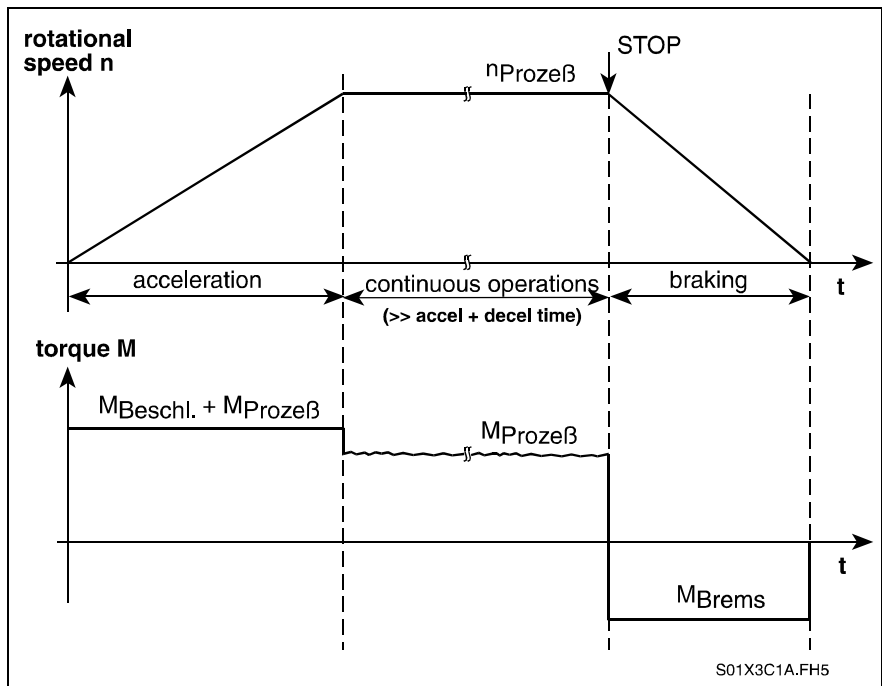 rotational
speed n
STOP
nProzeß
acceleration
continuous operations
braking
t
(>> accel + decel time)
torque M
MBeschl. + MProzeß
MProzeß
t
MBrems
S01X3C1A.FH5